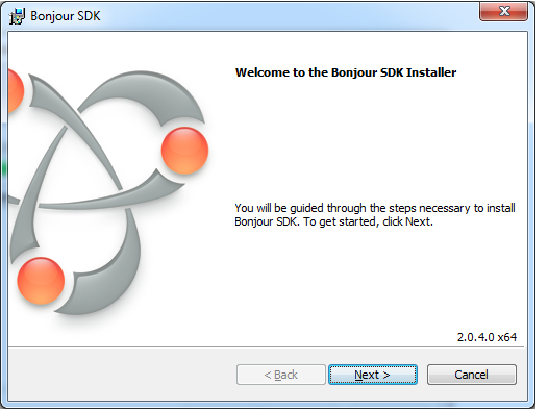 Bonjour SDK
Welcome to the Bonjour SDK Installer
You will be guided through the steps necessary to install
Bonjour SDK. To get started, click Next.
2.0.4.0 x64
< Back
Next >
Cancel